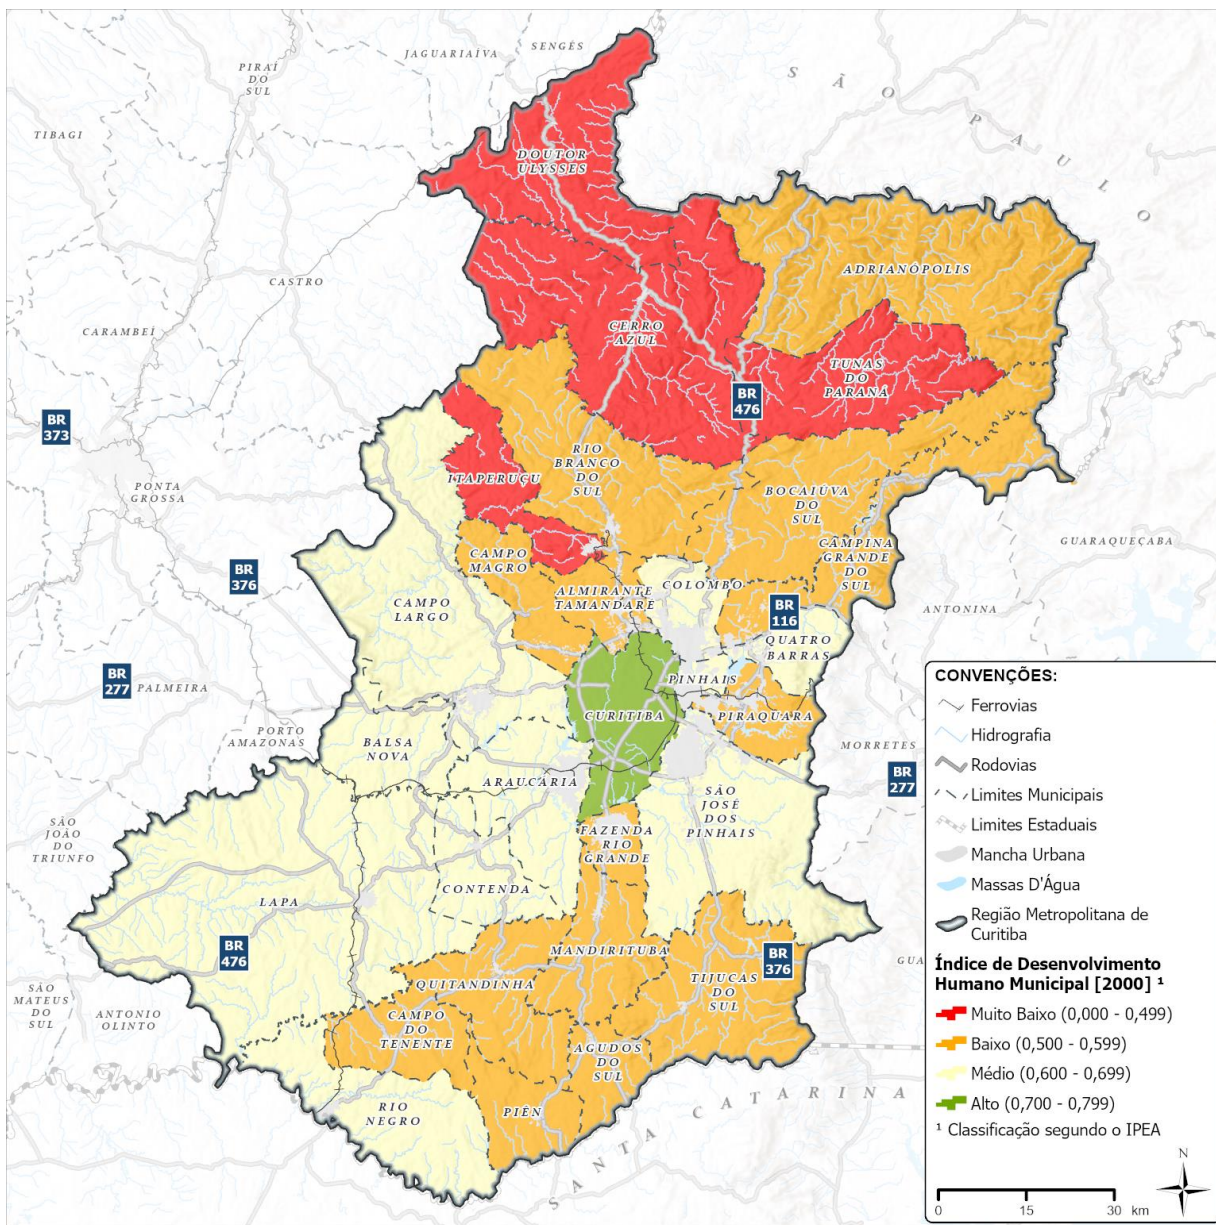 SENGÉS
JAGUARIAÍVA
PIRAÍ
DO
SUL
SÃO PAULO
TIBAGI
DOUTOR
ULYSSES
ADRIANÓPOLIS
CASTRO
CARAMBEÍ
CERRO
AZUL
TUNAS
DO
PARANÁ
BR
476
BR
373
RIO
BRANCO
DO
SUL
ITAPERUÇU
PONTA
GROSSA
BOCAIÚVA
DO
SUL
CAMPINA
GRANDE
DO
SUL
GUARAQUEÇABA
CAMPO
MAGRO
BR
376
COLOMBO
ALMIRANTE
TAMANDARÉ
CAMPO
LARGO
BR
116
ANTONINA
QUATRO
BARRAS
BR
277
PALMEIRA
PINHAIS
CURITIBA
PIRAQUARA
PORTO
AMAZONAS
BALSA
NOVA
MORRETES
BR
277
ARAUCÁRIA
SÃO
JOSÉ
DOS
PINHAIS
SÃO
JOÃO
DO
TRIUNFO
FAZENDA
RIO
GRANDE
CONTENDA
LAPA
BR
476
MANDIRITUBA
BR
376
GUA
QUITANDINHA
TIJUCAS
DO
SUL
SÃO
MATEUS
DO
SUL
ANTONIO
OLINTO
CAMPO
DO
TENENTE
AGUDOS
DO
SUL
RIO
NEGRO
PIÊN
SANTA CATARINA
CONVENÇÕES:
Ferrovias
Hidrografia
Rodovias
Limites Municipais
Limites Estaduais
Mancha Urbana
Massas D'Água
Região Metropolitana de
Curitiba
Índice de Desenvolvimento
Humano Municipal [2000] ¹
Muito Baixo (0,000 - 0,499)
Baixo (0,500 - 0,599)
Médio (0,600 - 0,699)
Alto (0,700 - 0,799)
¹ Classificação segundo o IPEA
N
0 15 30 km